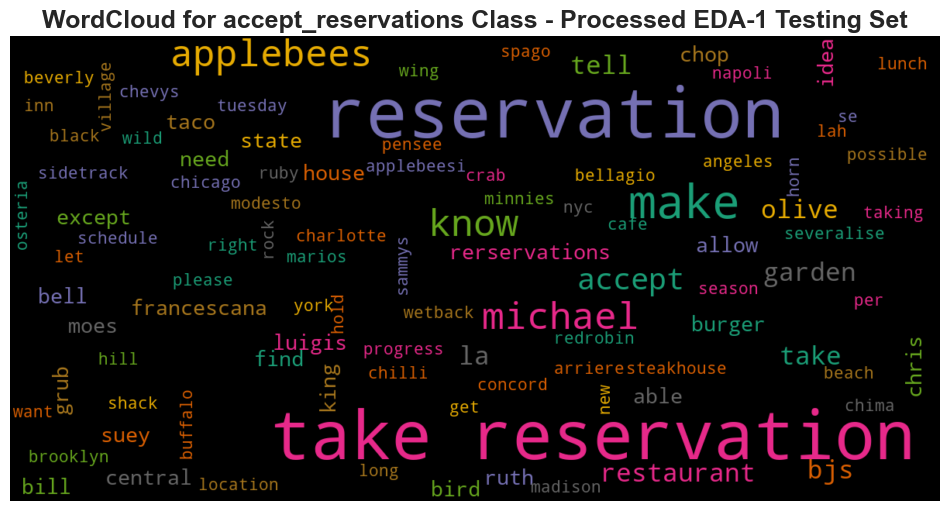 WordCloud for accept_reservations Class - Processed EDA-1 Testing Set
applebees
spago
tell
chop
idea
lunch
beverly
village
chevys
wing
napoli
inn
tuesday
reservation
se
black
wild
taco
state
pensee
lah
possible
sidetrack
need
chicago
ruby
house
applebeesi
crab
bellagio
angeles
horn
osteria
except
modesto
know
minnies
nyc
make
cafe
olive
taking
schedule
right
rock
charlotte
marios
sammys
rerservations
allow
severalise
let
please
accept
season
garden
bell
francescana
york
hold
wetback
michael
redrobin
burger
per
moes
luigis
progress
la
take
chris
hill
find
king
chilli
concord
arriere
steakhouse
able
beach
grub
want
shack
buffalo
get
new
chima
suey
take reservation
brooklyn
central
location
long
bird
ruth
madison
restaurant
bjs
bill